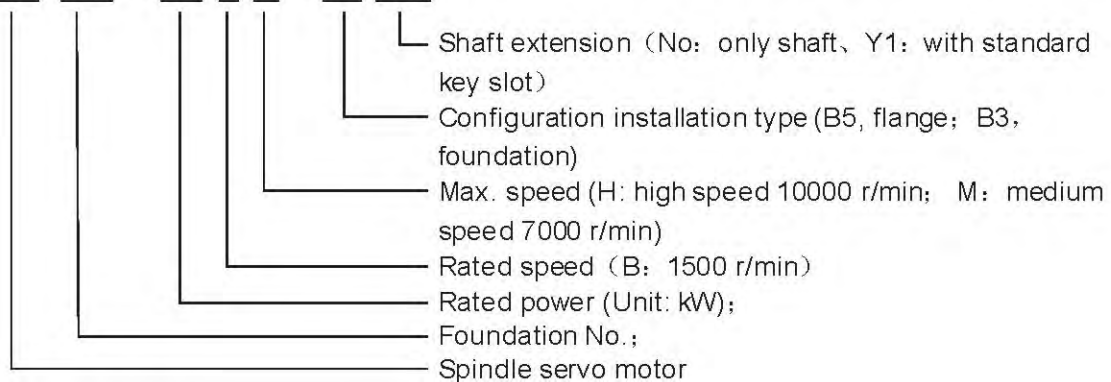 Shaft extension（No：only shaft、Y1：with standard
key slot）
Configuration installation type (B5, flange；B3，
foundation)
Max. speed (H: high speed 10000 r/min； M：medium
speed 7000 r/min)
Rated speed（B：1500 r/min）
Rated power (Unit: kW)；
Foundation No.；
Spindle servo motor